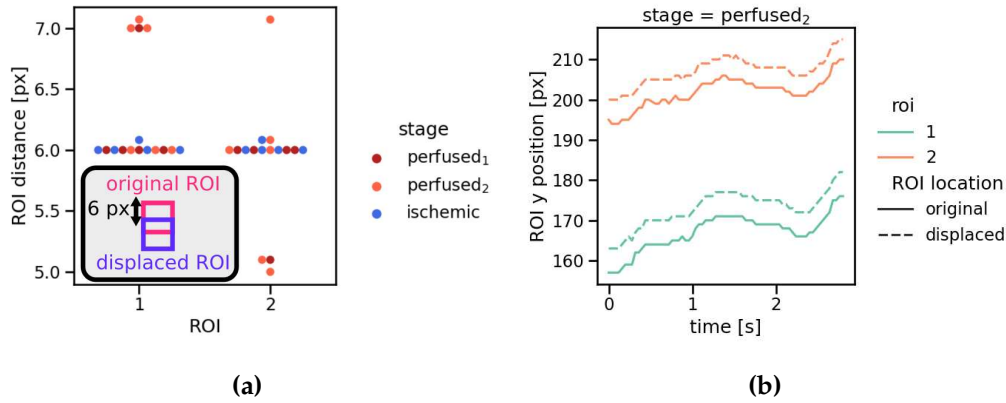 7.0
6.5
6.0
5.5
5.0
ROI distance [px]
original ROI
6 px
displaced ROI
1
2
ROI
stage
perfused₁
perfused₂
ischemic
(a)
stage = perfused₂
210
200
190
180
170
160
ROI y position [px]
0
1
2
time [s]
roi
1
2
ROI location
original
displaced
(b)